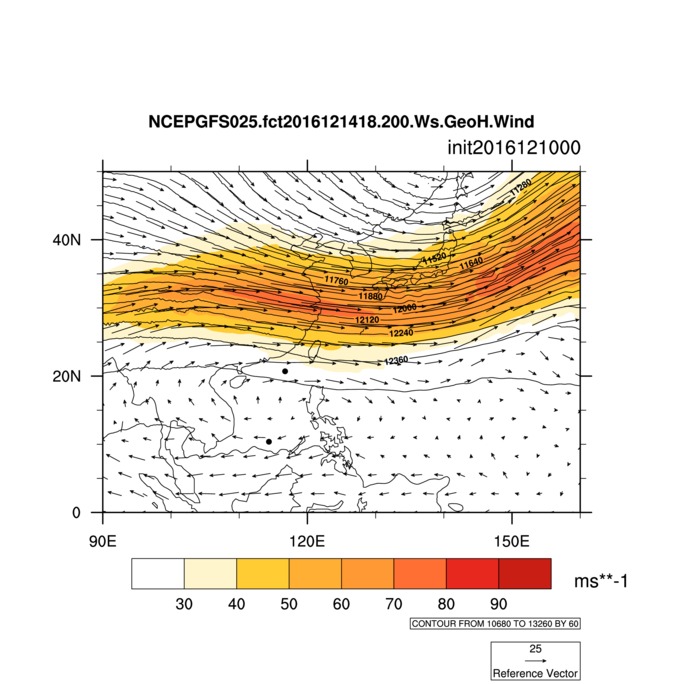 NCEPGFS025.fct2016121418.200.Ws.GeoH.Wind
init2016121000
11280
40N
11520
11640
11760
11880
12000
12120
12240
12360
20N
0
90E 120E 150E
30 40 50 60 70 80 90
ms**-1
CONTOUR FROM 10680 TO 13260 BY 60
25
Reference Vector